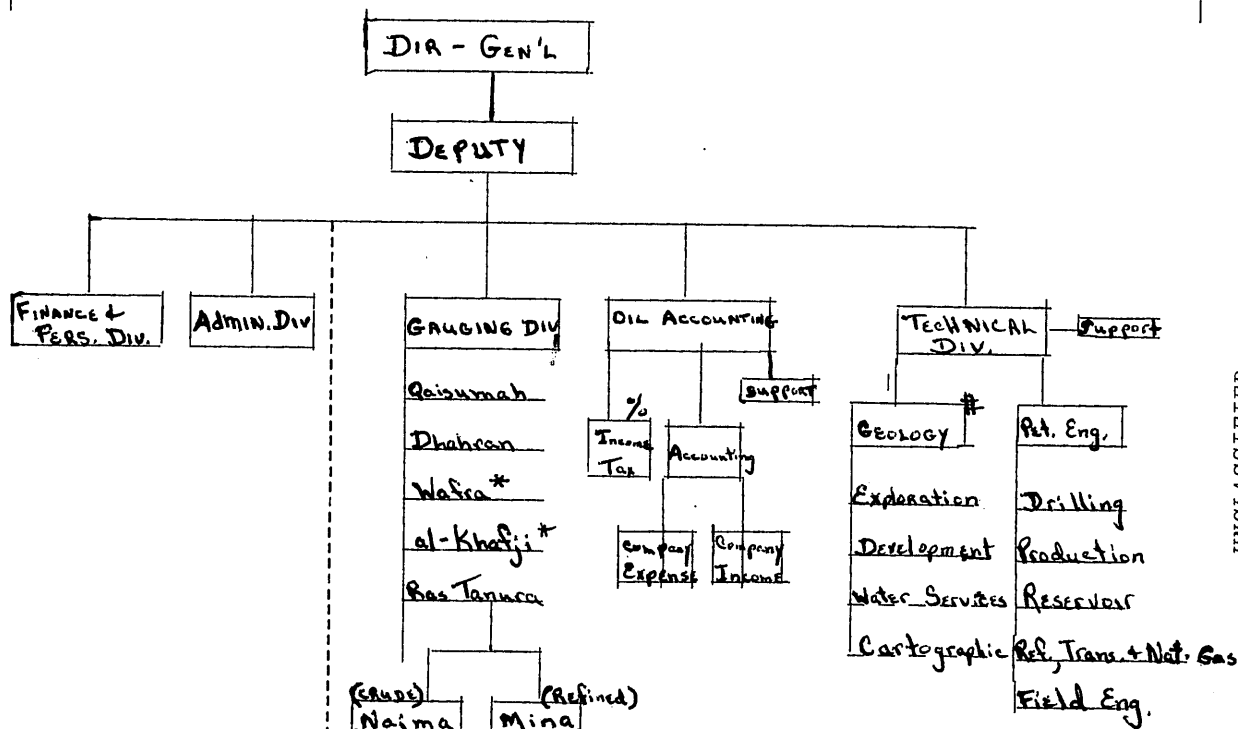 DIR - GEN'L
DEPUTY
FINANCE &
PERS. DIV.
ADMIN. DIV
GAUGING DIV
Qaisumah
Dhahran
Wafra*
al-Khafji*
Ras Tanura
(CRUDE)
Naima
(Refined)
Mina
OIL ACCOUNTING
Support
%
Income
Tax
Accounting
Company
Expense
Company
Income
TECHNICAL
DIV.
Support
GEOLOGY #
Exploration
Development
Water Services
Cartographic
Pet. Eng.
Drilling
Production
RESERVOIR
Ref, Trans. & Nat. Gas
Field Eng.